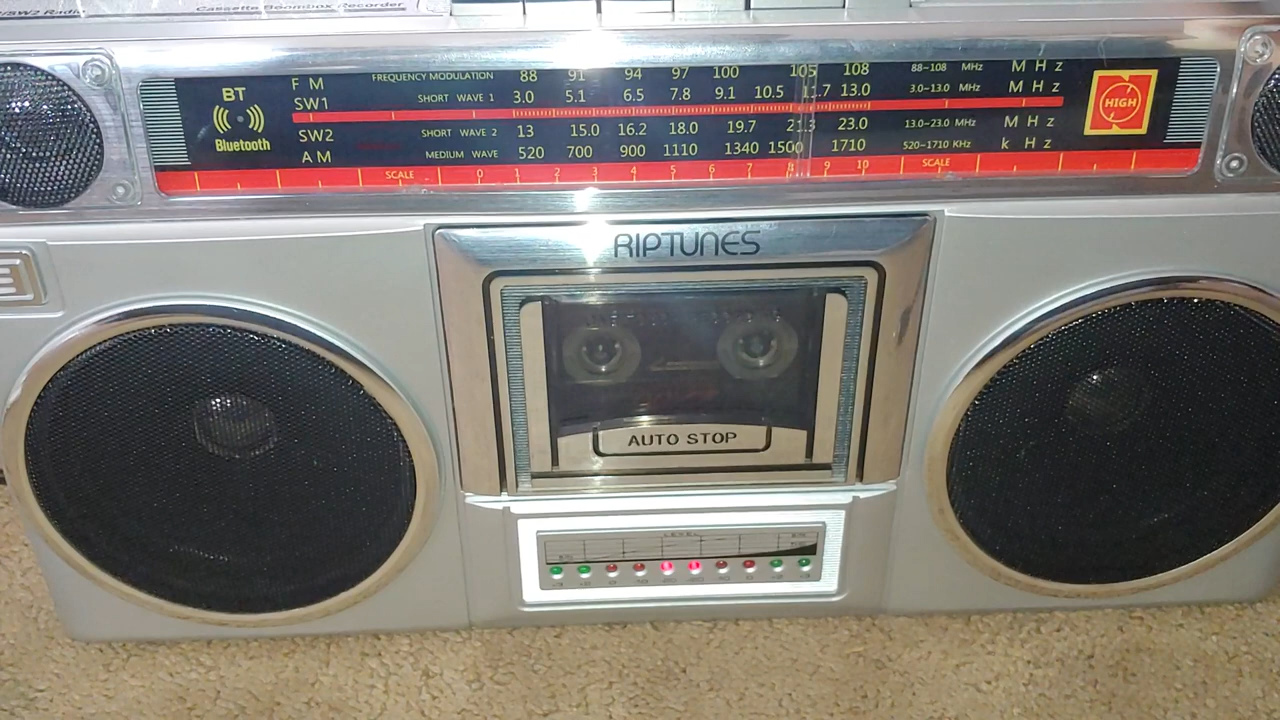 /SW2 Radio Cassette Boombox Recorder
BT
Bluetooth
FM FREQUENCY MODULATION 88 91 94 97 100 105 108 88-108 MHz MHz
SW1 SHORT WAVE 1 3.0 5.1 6.5 7.8 9.1 10.5 11.7 13.0 3.0-13.0 MHz MHz
SW2 SHORT WAVE 2 13 15.0 16.2 18.0 19.7 21.3 23.0 13.0-23.0 MHz MHz
AM MEDIUM WAVE 520 700 900 1110 1340 1500 1710 520-1710 KHz kHz
SCALE 0 1 2 3 4 5 6 7 8 9 10 SCALE
HIGH
RIPTUNES
AUTO STOP
LEVEL